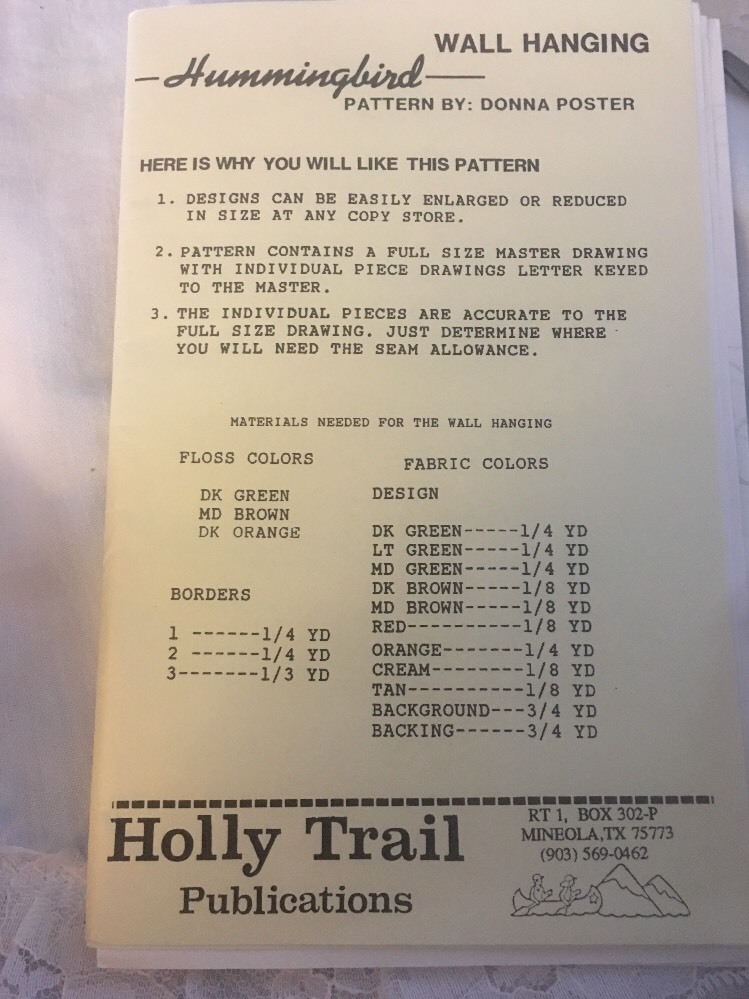 WALL HANGING
Hummingbird
PATTERN BY: DONNA POSTER
HERE IS WHY YOU WILL LIKE THIS PATTERN
1. DESIGNS CAN BE EASILY ENLARGED OR REDUCED
IN SIZE AT ANY COPY STORE.
2. PATTERN CONTAINS A FULL SIZE MASTER DRAWING
WITH INDIVIDUAL PIECE DRAWINGS LETTER KEYED
TO THE MASTER.
3. THE INDIVIDUAL PIECES ARE ACCURATE TO THE
FULL SIZE DRAWING. JUST DETERMINE WHERE
YOU WILL NEED THE SEAM ALLOWANCE.
MATERIALS NEEDED FOR THE WALL HANGING
FLOSS COLORS
DK GREEN
MD BROWN
DK ORANGE
BORDERS
1 ------1/4 YD
2 ------1/4 YD
3-------1/3 YD
FABRIC COLORS
DESIGN
DK GREEN-----1/4 YD
LT GREEN-----1/4 YD
MD GREEN-----1/4 YD
DK BROWN-----1/8 YD
MD BROWN-----1/8 YD
RED----------1/8 YD
ORANGE-------1/4 YD
CREAM--------1/8 YD
TAN----------1/8 YD
BACKGROUND---3/4 YD
BACKING------3/4 YD
Holly Trail
Publications
RT 1, BOX 302-P
MINEOLA,TX 75773
(903) 569-0462